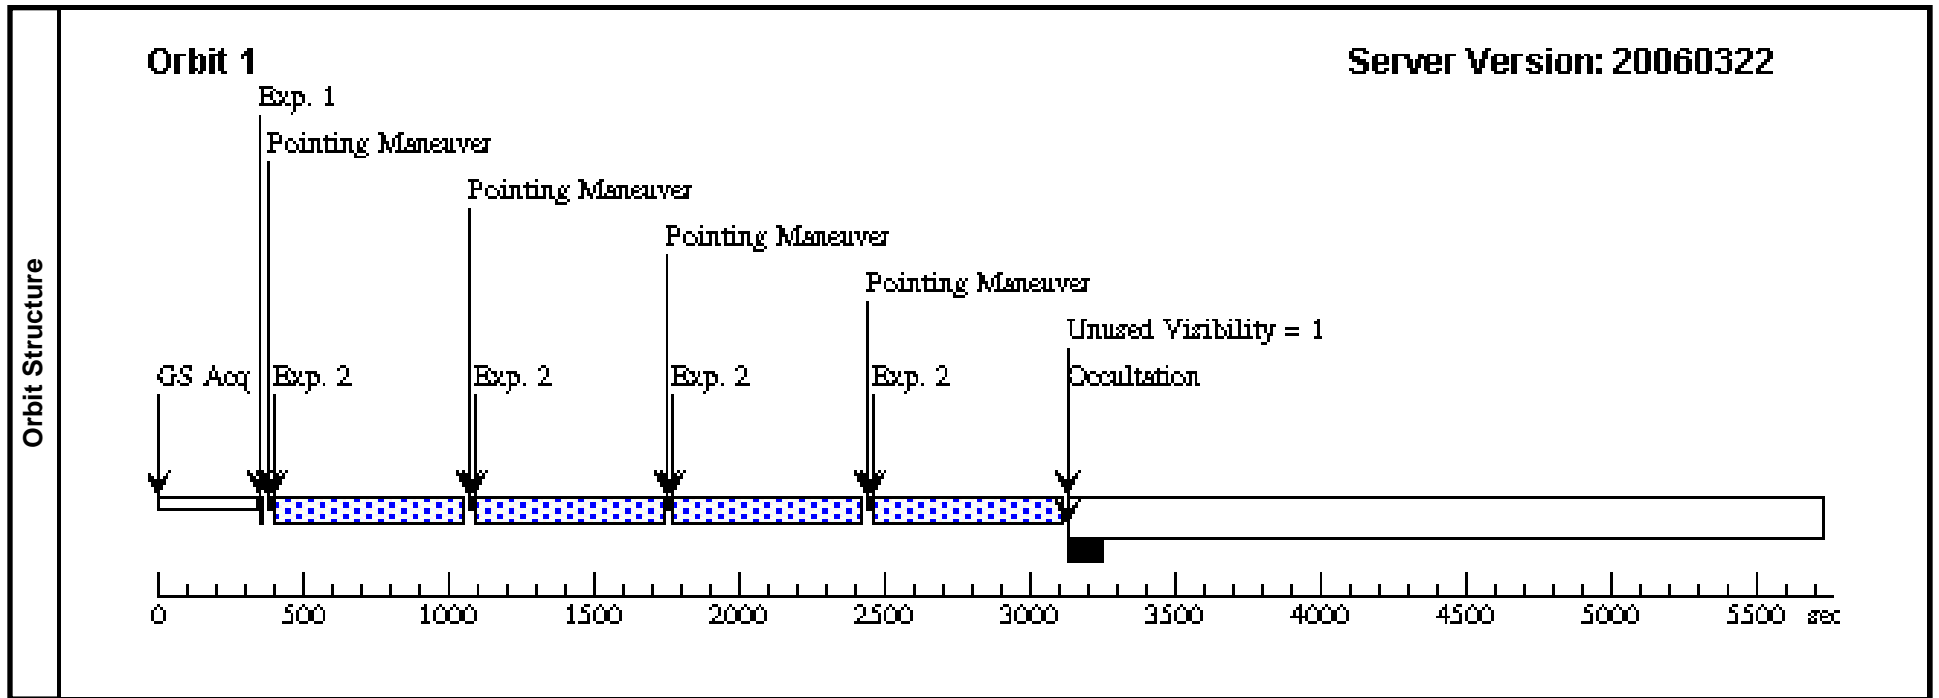 Orbit Structure
Orbit 1
Server Version: 20060322
Exp. 1
Pointing Maneuver
Pointing Maneuver
Pointing Maneuver
Pointing Maneuver
Unused Visibility = 1
GS Acq
Exp. 2
Exp. 2
Exp. 2
Exp. 2
Occultation
0 500 1000 1500 2000 2500 3000 3500 4000 4500 5000 5500 sec